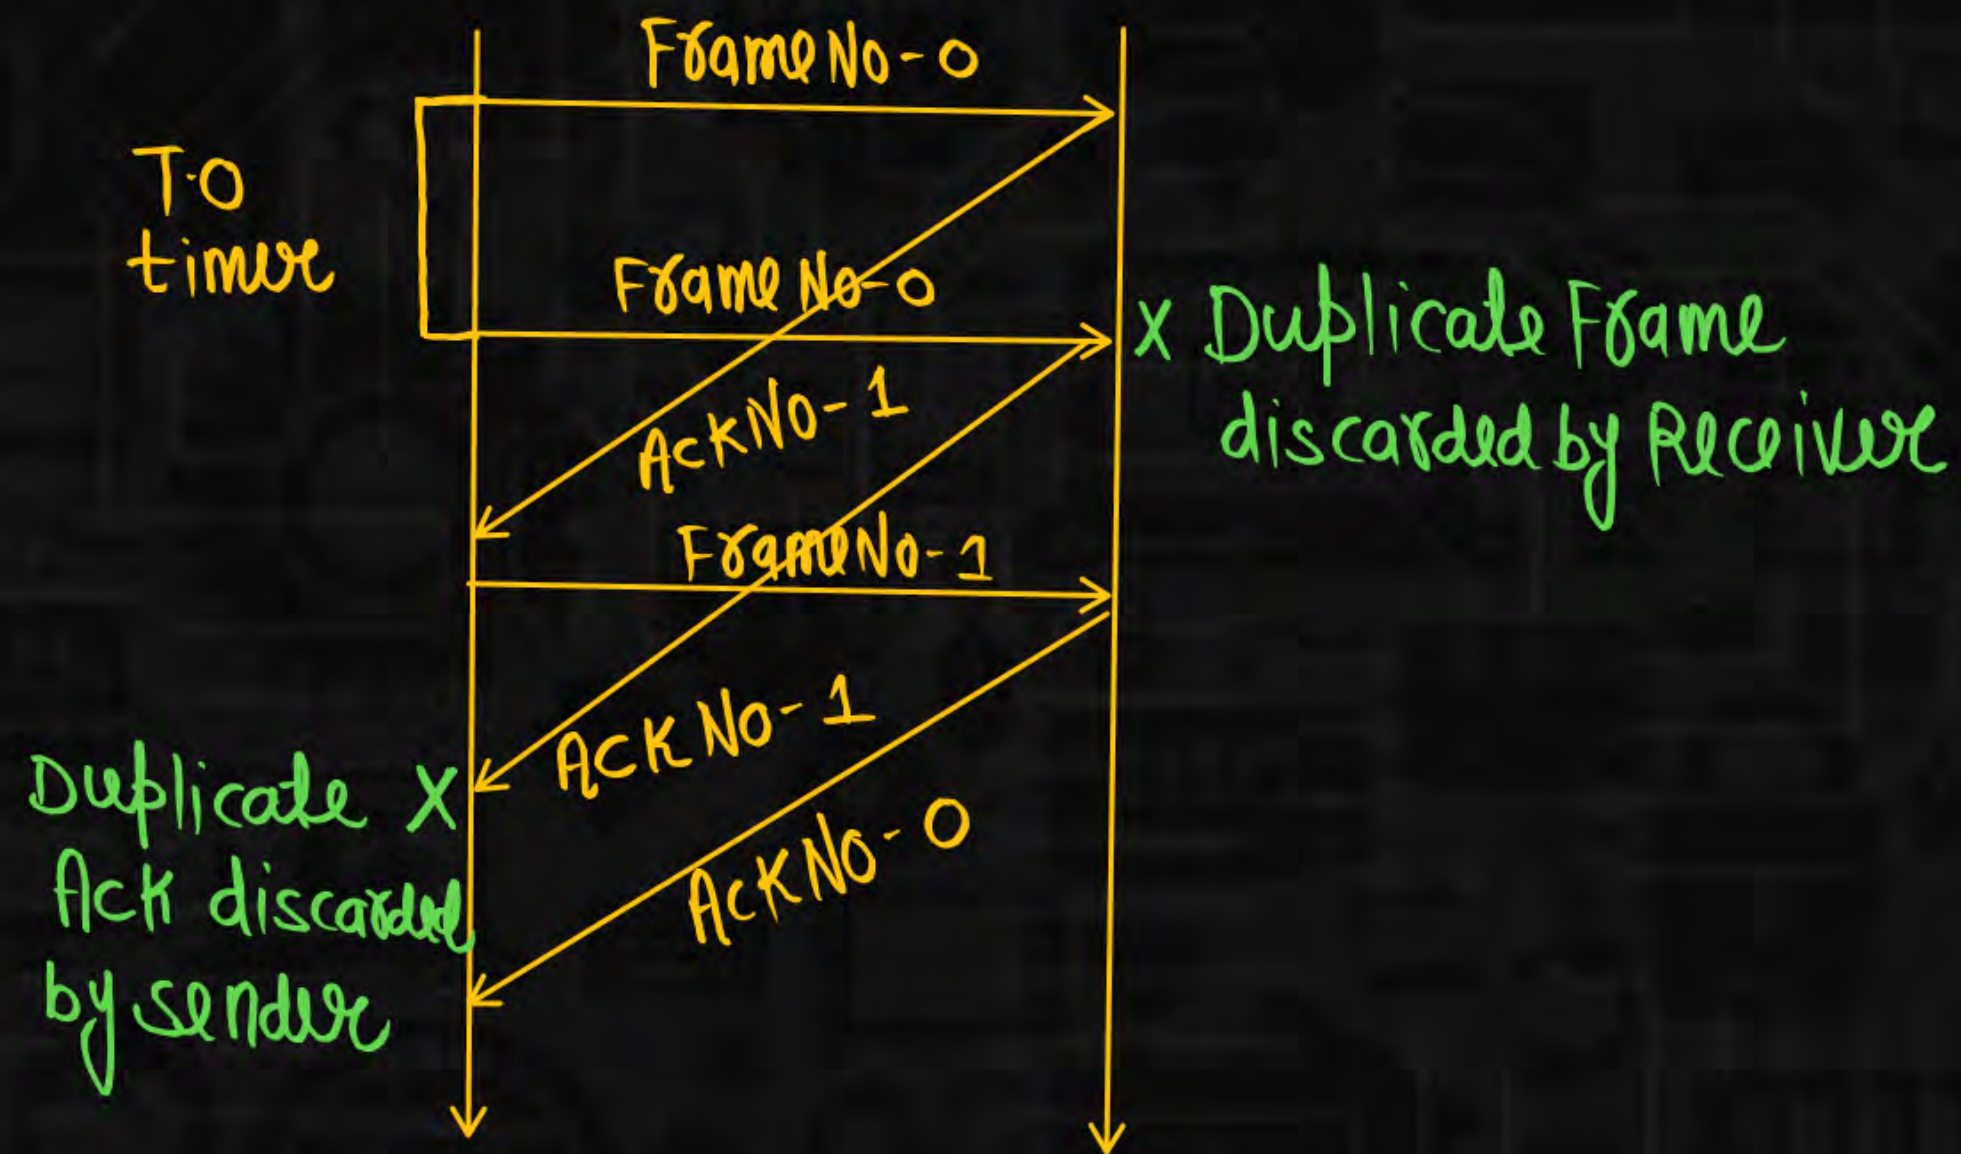 Frame No-0
T.O
timer
Frame No-0
X Duplicate Frame
discarded by Receiver
Ack No-1
Frame No-1
Ack No-1
Duplicate X
Ack discarded
by sender
Ack No-0